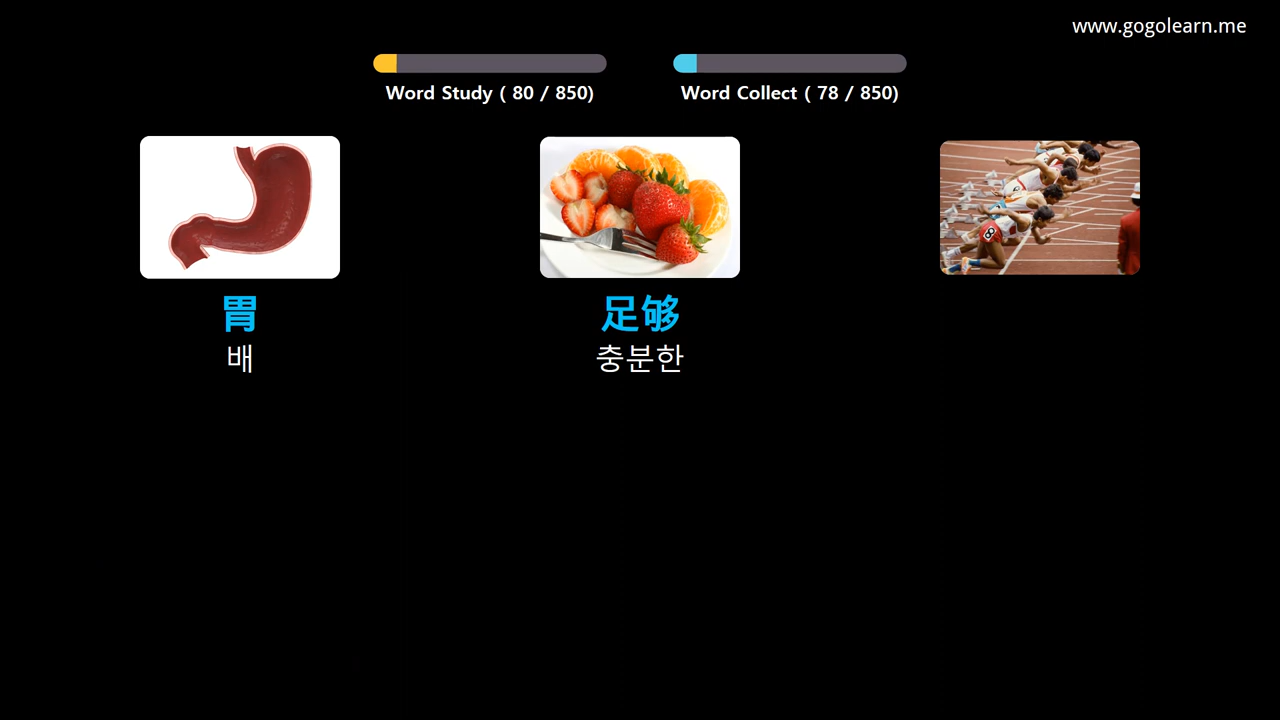 www.gogolearn.me
Word Study ( 80 / 850)
Word Collect ( 78 / 850)
胃
배
足够
충분한